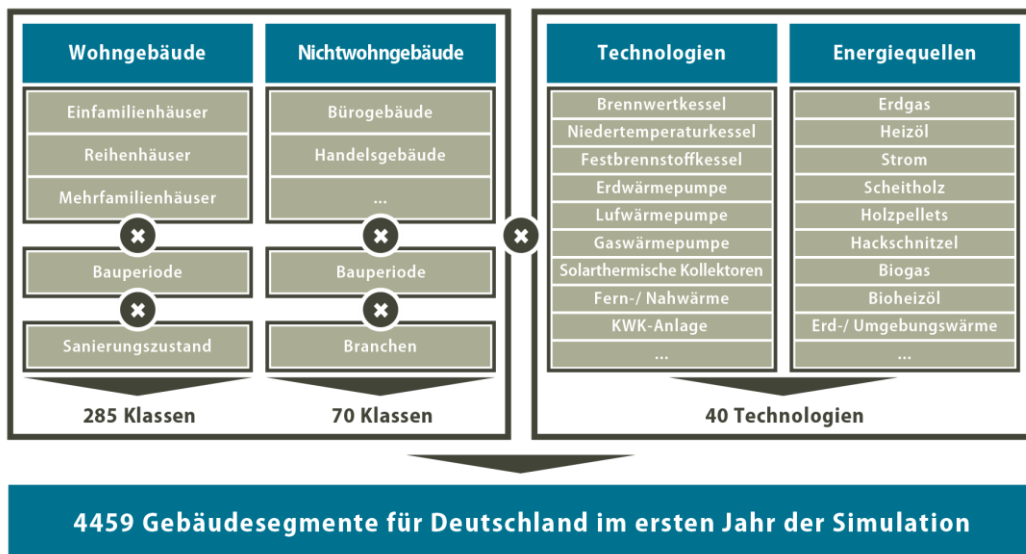 Wohngebäude
Einfamilienhäuser
Reihenhäuser
Mehrfamilienhäuser
Bauperiode
Sanierungszustand
285 Klassen
Nichtwohngebäude
Bürogebäude
Handelsgebäude
...
Bauperiode
Branchen
70 Klassen
Technologien
Brennwertkessel
Niedertemperaturkessel
Festbrennstoffkessel
Erdwärmepumpe
Lufwärmepumpe
Gaswärmepumpe
Solarthermische Kollektoren
Fern-/ Nahwärme
KWK-Anlage
...
Energiequellen
Erdgas
Heizöl
Strom
Scheitholz
Holzpellets
Hackschnitzel
Biogas
Bioheizöl
Erd-/ Umgebungswärme
...
40 Technologien
4459 Gebäudesegmente für Deutschland im ersten Jahr der Simulation